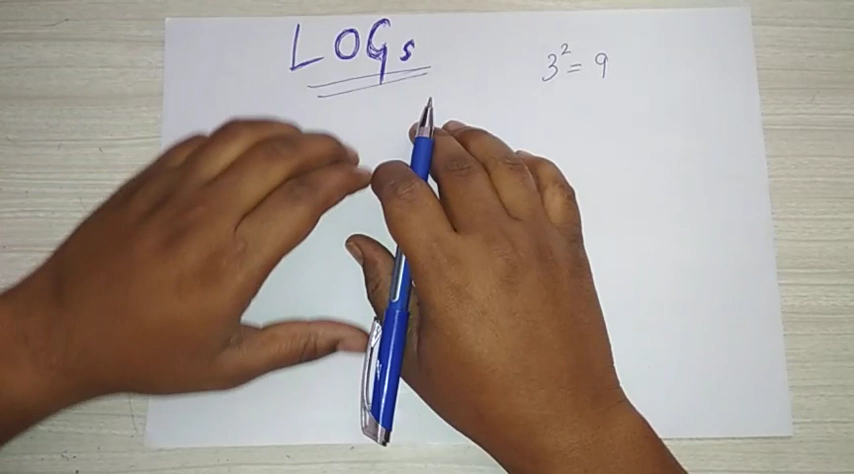 LOGs
3² = 9